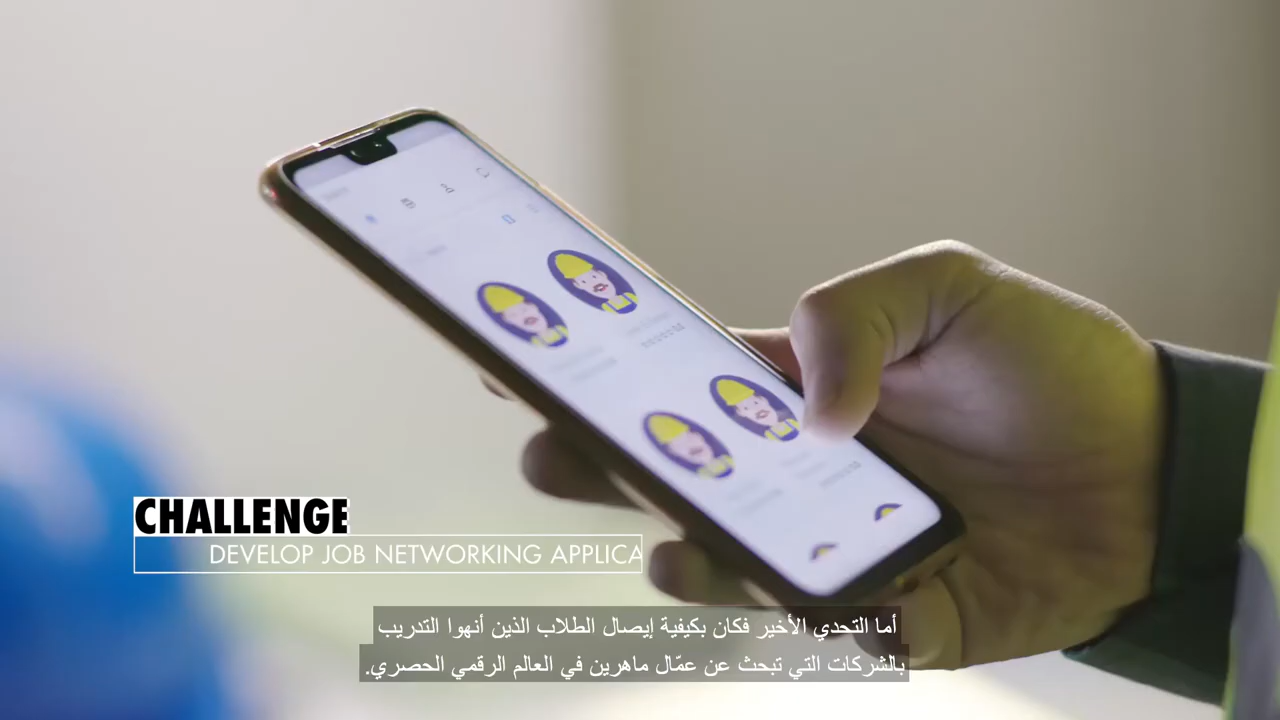 CHALLENGE
DEVELOP JOB NETWORKING APPLICA
أما التحدي الأخير فكان بكيفية إيصال الطلاب الذين أنهوا التدريب
بالشركات التي تبحث عن عمّال ماهرين في العالم الرقمي الحصري.